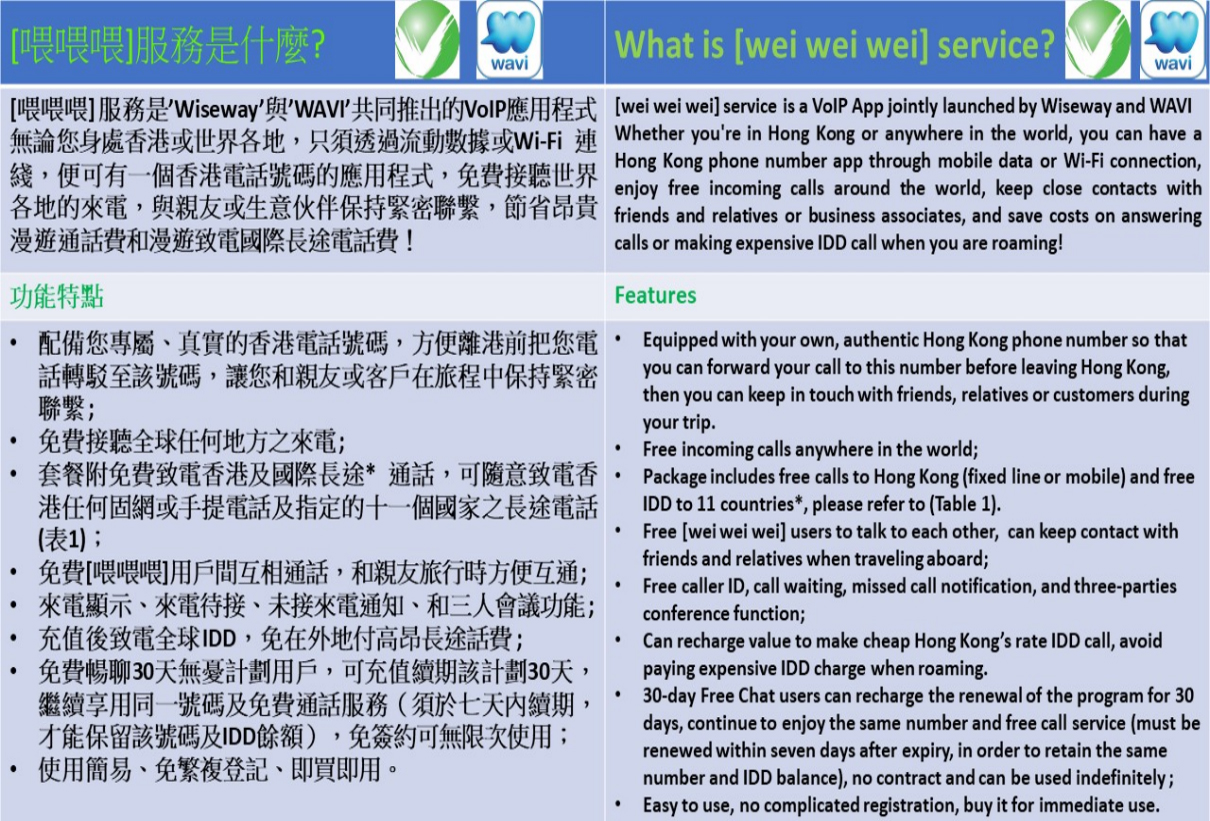 [喂喂喂]服務是什麼?
wavi
What is [wei wei wei] service?
wavi
[喂喂喂] 服務是’Wiseway’與’WAVI’共同推出的VoIP應用程式
無論您身處香港或世界各地，只須透過流動數據或Wi-Fi 連
綫，便可有一個香港電話號碼的應用程式，免費接聽世界
各地的來電，與親友或生意伙伴保持緊密聯繫，節省昂貴
漫遊通話費和漫遊致電國際長途電話費！
[wei wei wei] service is a VoIP App jointly launched by Wiseway and WAVI
Whether you're in Hong Kong or anywhere in the world, you can have a
Hong Kong phone number app through mobile data or Wi-Fi connection,
enjoy free incoming calls around the world, keep close contacts with
friends and relatives or business associates, and save costs on answering
calls or making expensive IDD call when you are roaming!
功能特點
Features
• 配備您專屬、真實的香港電話號碼，方便離港前把您電
話轉駁至該號碼，讓您和親友或客戶在旅程中保持緊密
聯繫;
• 免費接聽全球任何地方之來電;
• 套餐附免費致電香港及國際長途* 通話，可隨意致電香
港任何固網或手提電話及指定的十一個國家之長途電話
(表1)；
• 免費[喂喂喂]用戶間互相通話，和親友旅行時方便互通;
• 來電顯示、來電待接、未接來電通知、和三人會議功能;
• 充值後致電全球IDD，免在外地付高昂長途話費;
• 免費暢聊30天無憂計劃用戶，可充值續期該計劃30天，
繼續享用同一號碼及免費通話服務（須於七天內續期，
才能保留該號碼及IDD餘額），免簽約可無限次使用；
• 使用簡易、免繁複登記、即買即用。
• Equipped with your own, authentic Hong Kong phone number so that
you can forward your call to this number before leaving Hong Kong,
then you can keep in touch with friends, relatives or customers during
your trip.
• Free incoming calls anywhere in the world;
• Package includes free calls to Hong Kong (fixed line or mobile) and free
IDD to 11 countries*, please refer to (Table 1).
• Free [wei wei wei] users to talk to each other, can keep contact with
friends and relatives when traveling aboard;
• Free caller ID, call waiting, missed call notification, and three-parties
conference function;
• Can recharge value to make cheap Hong Kong’s rate IDD call, avoid
paying expensive IDD charge when roaming.
• 30-day Free Chat users can recharge the renewal of the program for 30
days, continue to enjoy the same number and free call service (must be
renewed within seven days after expiry, in order to retain the same
number and IDD balance), no contract and can be used indefinitely ;
• Easy to use, no complicated registration, buy it for immediate use.